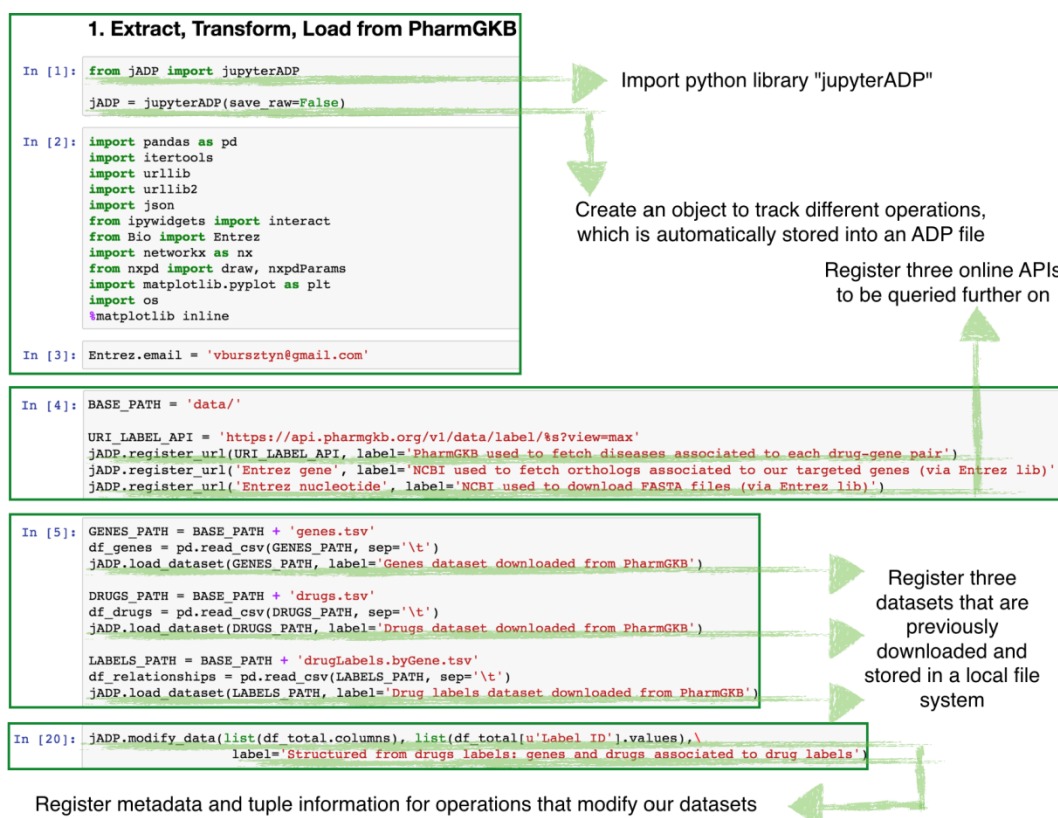 1. Extract, Transform, Load from PharmGKB
In [1]: from jADP import jupyterADP
jADP = jupyterADP(save_raw=False)
Import python library "jupyterADP"
In [2]: import pandas as pd
import itertools
import urllib
import urllib2
import json
from ipywidgets import interact
from Bio import Entrez
import networkx as nx
from nxpd import draw, nxpdParams
import matplotlib.pyplot as plt
import os
%matplotlib inline
Create an object to track different operations,
which is automatically stored into an ADP file
Register three online APIs
to be queried further on
In [3]: Entrez.email = 'vbursztyn@gmail.com'
In [4]: BASE_PATH = 'data/'
URI_LABEL_API = 'https://api.pharmgkb.org/v1/data/label/%s?view=max'
jADP.register_url(URI_LABEL_API, label='PharmGKB used to fetch diseases associated to each drug-gene pair')
jADP.register_url('Entrez gene', label='NCBI used to fetch orthologs associated to our targeted genes (via Entrez lib)'
jADP.register_url('Entrez nucleotide', label='NCBI used to download FASTA files (via Entrez lib)')
In [5]: GENES_PATH = BASE_PATH + 'genes.tsv'
df_genes = pd.read_csv(GENES_PATH, sep='\t')
jADP.load_dataset(GENES_PATH, label='Genes dataset downloaded from PharmGKB')
DRUGS_PATH = BASE_PATH + 'drugs.tsv'
df_drugs = pd.read_csv(DRUGS_PATH, sep='\t')
jADP.load_dataset(DRUGS_PATH, label='Drugs dataset downloaded from PharmGKB')
LABELS_PATH = BASE_PATH + 'drugLabels.byGene.tsv'
df_relationships = pd.read_csv(LABELS_PATH, sep='\t')
jADP.load_dataset(LABELS_PATH, label='Drug labels dataset downloaded from PharmGKB')
Register three
datasets that are
previously
downloaded and
stored in a local file
system
In [20]: jADP.modify_data(list(df_total.columns), list(df_total[u'Label ID'].values),\
label='Structured from drugs labels: genes and drugs associated to drug labels')
Register metadata and tuple information for operations that modify our datasets